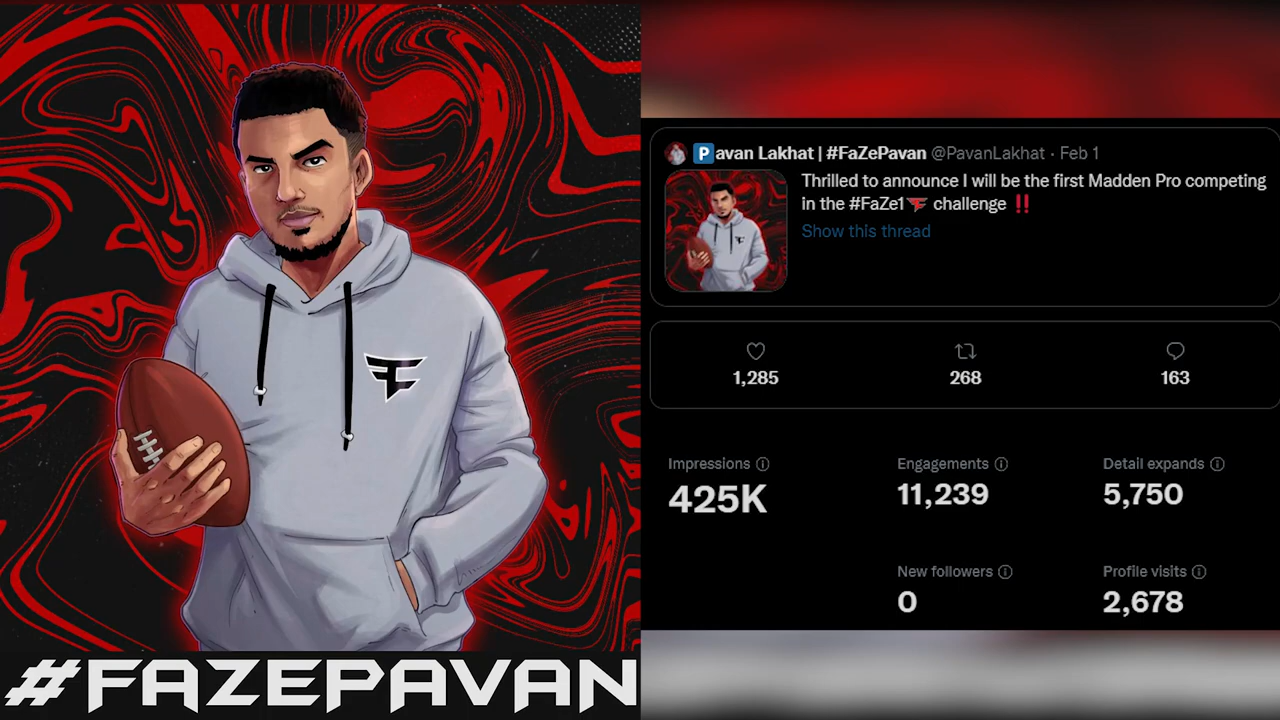 #FAZEPAVAN
Pavan Lakhat | #FaZePavan @PavanLakhat · Feb 1
Thrilled to announce I will be the first Madden Pro competing
in the #FaZe1 challenge ‼️
Show this thread
1,285 268 163
Impressions Engagements Detail expands
425K 11,239 5,750
New followers Profile visits
0 2,678